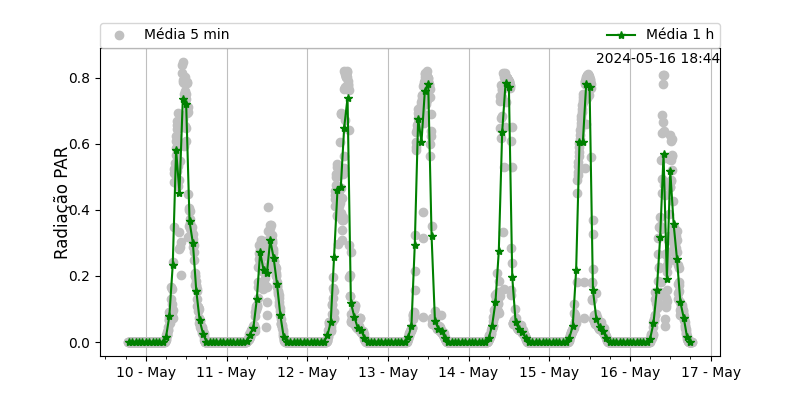 Média 5 min
Média 1 h
2024-05-16 18:44
Radiação PAR
0.8
0.6
0.4
0.2
0.0
10 - May
11 - May
12 - May
13 - May
14 - May
15 - May
16 - May
17 - May